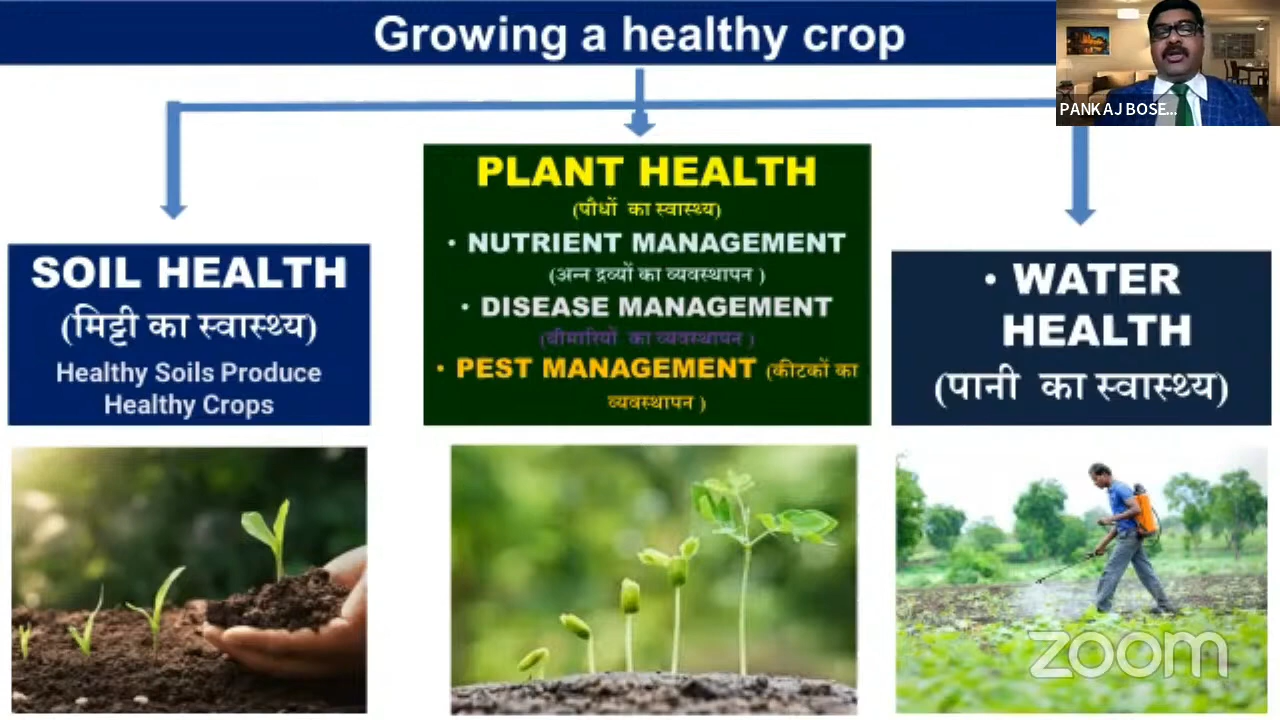 Growing a healthy crop
PANKAJ BOSE...
SOIL HEALTH
(मिट्टी का स्वास्थ्य)
Healthy Soils Produce
Healthy Crops
PLANT HEALTH
(पौधों का स्वास्थ्य)
• NUTRIENT MANAGEMENT
(अन्न द्रव्यों का व्यवस्थापन )
• DISEASE MANAGEMENT
(बीमारियों का व्यवस्थापन )
• PEST MANAGEMENT (कीटकों का
व्यवस्थापन )
• WATER
HEALTH
(पानी का स्वास्थ्य)
zoom